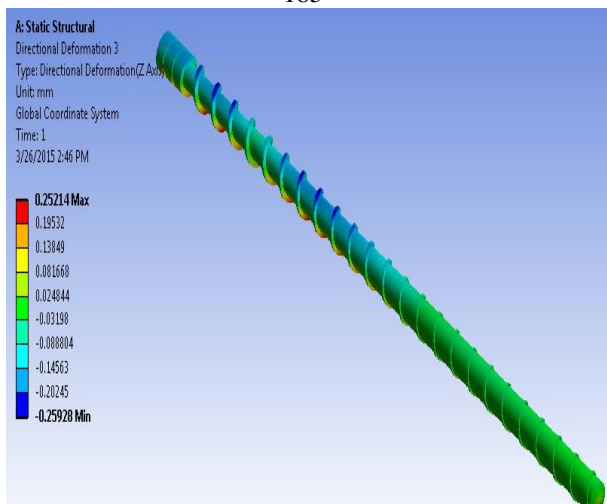 A: Static Structural
Directional Deformation 3
Type: Directional Deformation(Z Axis)
Unit: mm
Global Coordinate System
Time: 1
3/26/2015 2:46 PM
0.25214 Max
0.19532
0.13849
0.081668
0.024844
-0.03198
-0.088804
-0.14563
-0.20245
-0.25928 Min